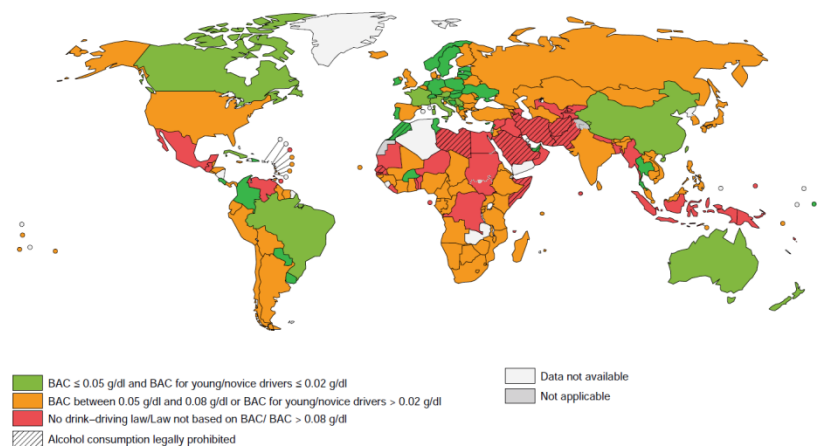 BAC ≤ 0.05 g/dl and BAC for young/novice drivers ≤ 0.02 g/dl
BAC between 0.05 g/dl and 0.08 g/dl or BAC for young/novice drivers > 0.02 g/dl
No drink–driving law/Law not based on BAC/ BAC > 0.08 g/dl
Alcohol consumption legally prohibited
Data not available
Not applicable